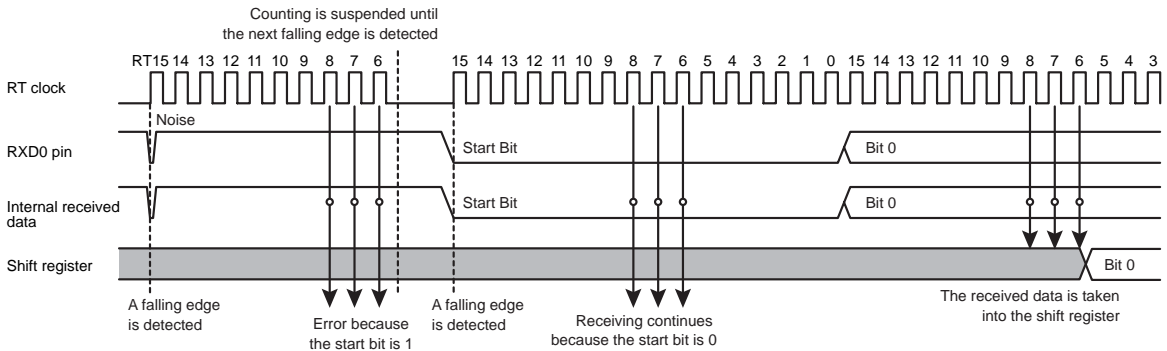 Counting is suspended until
the next falling edge is detected
RT15 14 13 12 11 10 9 8 7 6 15 14 13 12 11 10 9 8 7 6 5 4 3 2 1 0 15 14 13 12 11 10 9 8 7 6 5 4 3
RT clock
Noise
RXD0 pin
Start Bit
Bit 0
Internal received
data
Start Bit
Bit 0
Shift register
Bit 0
A falling edge
is detected
Error because
the start bit is 1
A falling edge
is detected
Receiving continues
because the start bit is 0
The received data is taken
into the shift register